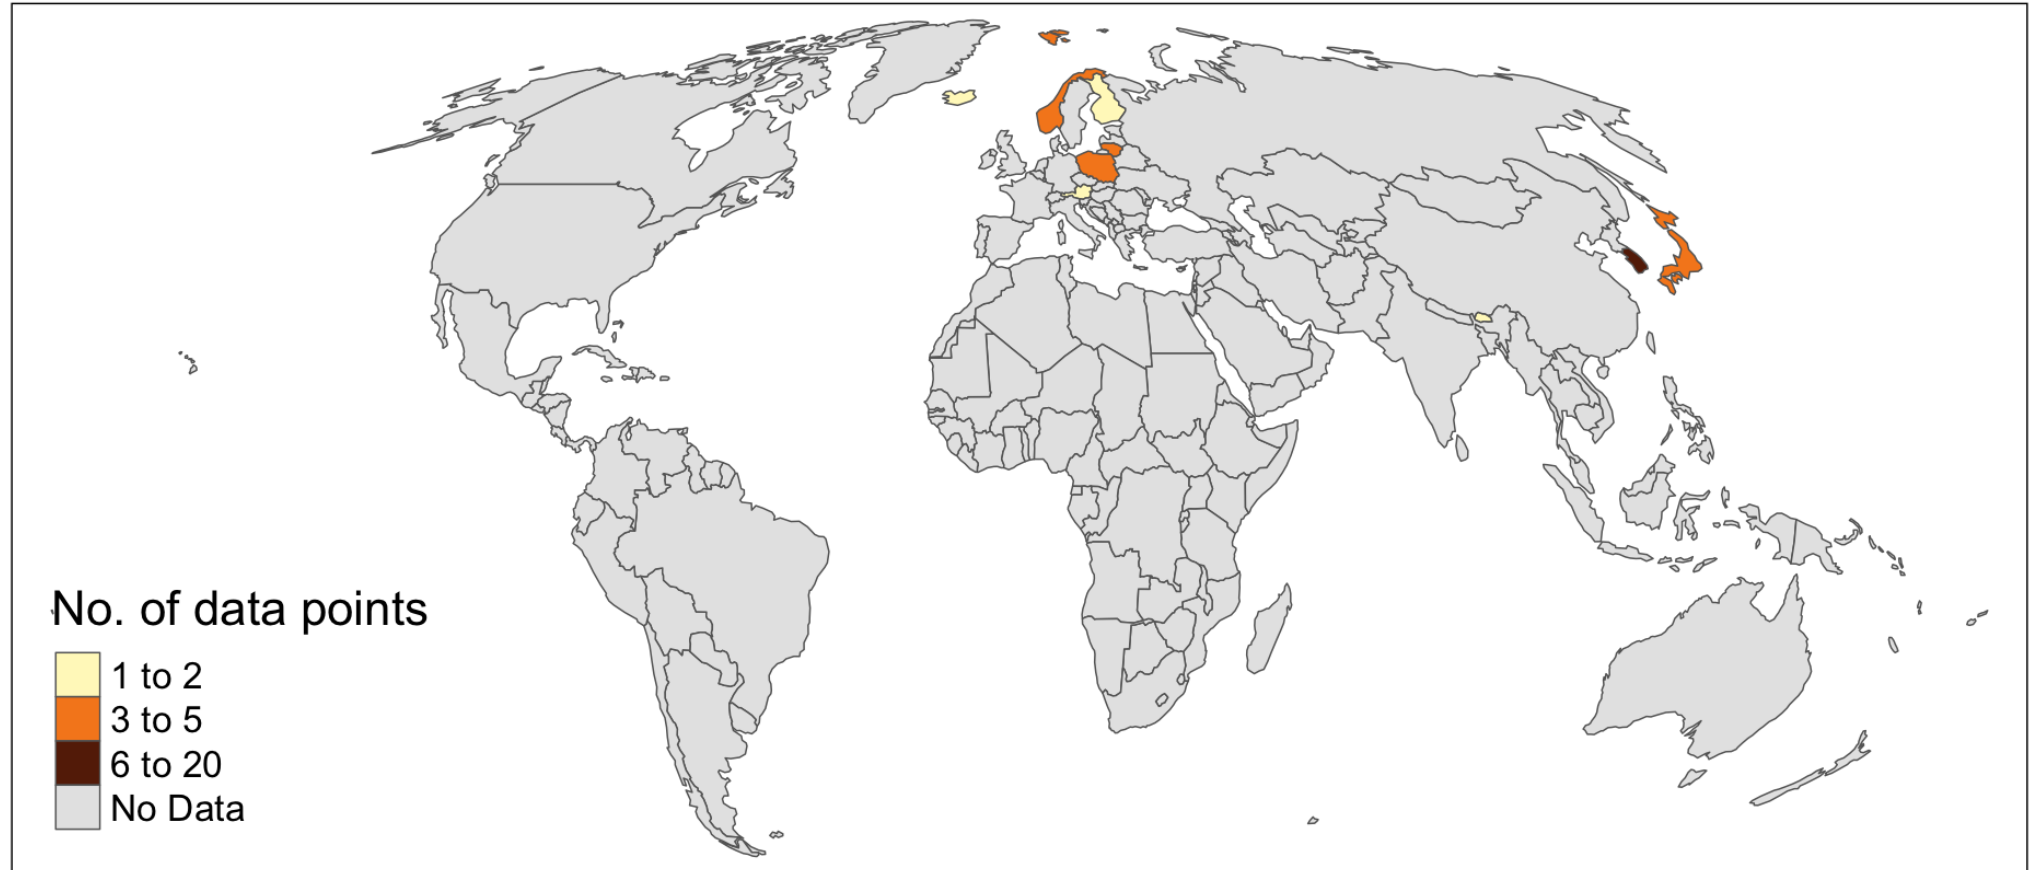 No. of data points
1 to 2
3 to 5
6 to 20
No Data